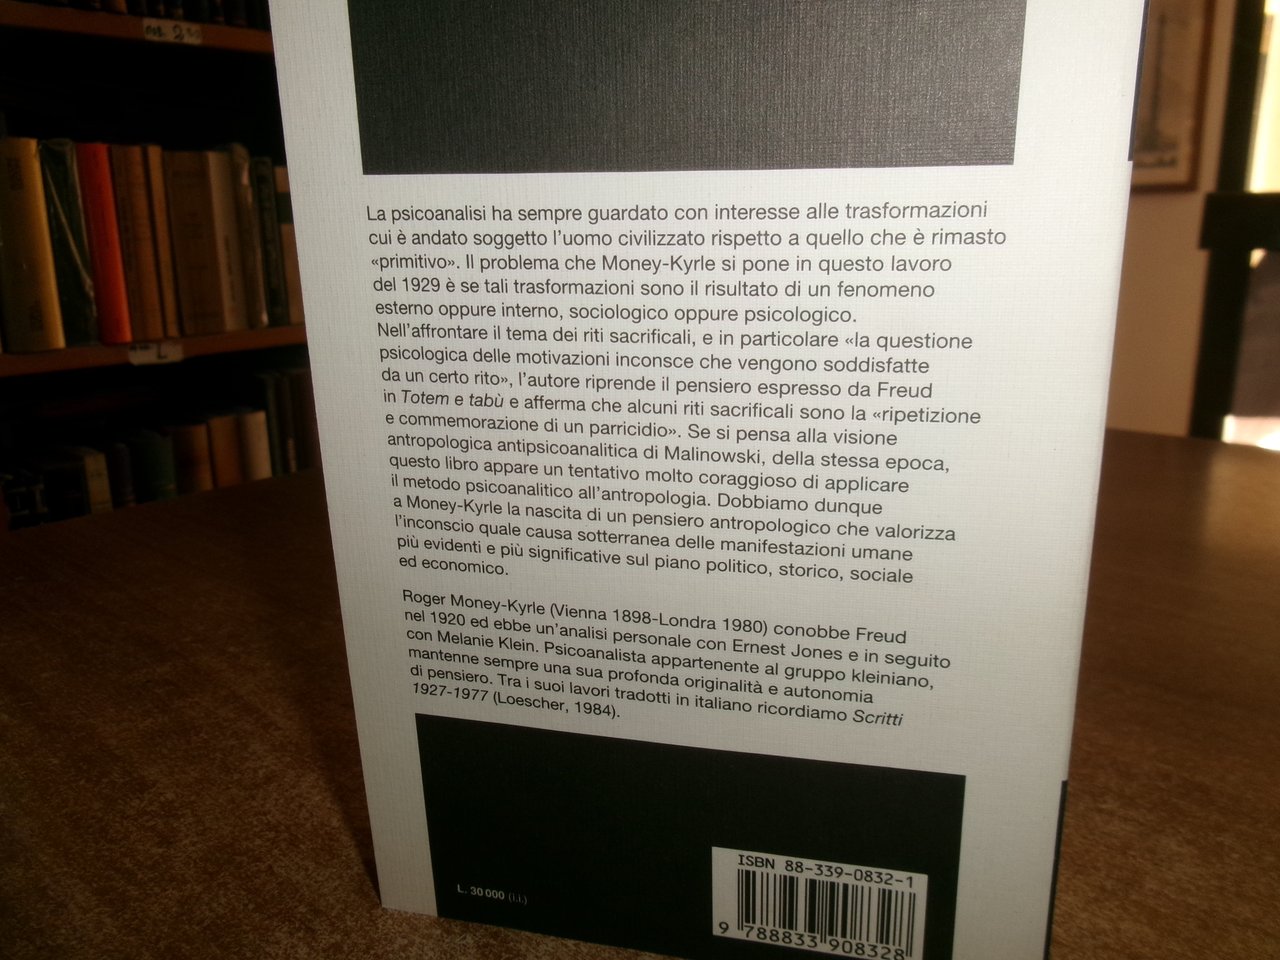 La psicoanalisi ha sempre guardato con interesse alle trasformazioni
cui è andato soggetto l'uomo civilizzato rispetto a quello che è rimasto
«primitivo». Il problema che Money-Kyrle si pone in questo lavoro
del 1929 è se tali trasformazioni sono il risultato di un fenomeno
esterno oppure interno, sociologico oppure psicologico.
Nell'affrontare il tema dei riti sacrificali, e in particolare «la questione
psicologica delle motivazioni inconsce che vengono soddisfatte
da un certo rito», l'autore riprende il pensiero espresso da Freud
in Totem e tabù e afferma che alcuni riti sacrificali sono la «ripetizione
e commemorazione di un parricidio». Se si pensa alla visione
antropologica antipsicoanalitica di Malinowski, della stessa epoca,
questo libro appare un tentativo molto coraggioso di applicare
il metodo psicoanalitico all'antropologia. Dobbiamo dunque
a Money-Kyrle la nascita di un pensiero antropologico che valorizza
l'inconscio quale causa sotterranea delle manifestazioni umane
più evidenti e più significative sul piano politico, storico, sociale
ed economico.
Roger Money-Kyrle (Vienna 1898-Londra 1980) conobbe Freud
nel 1920 ed ebbe un'analisi personale con Ernest Jones e in seguito
con Melanie Klein. Psicoanalista appartenente al gruppo kleiniano,
mantenne sempre una sua profonda originalità e autonomia
di pensiero. Tra i suoi lavori tradotti in italiano ricordiamo Scritti
1927-1977 (Loescher, 1984).
L. 30 000 (i.i.)
ISBN 88-339-0832-1
9 788833 908328